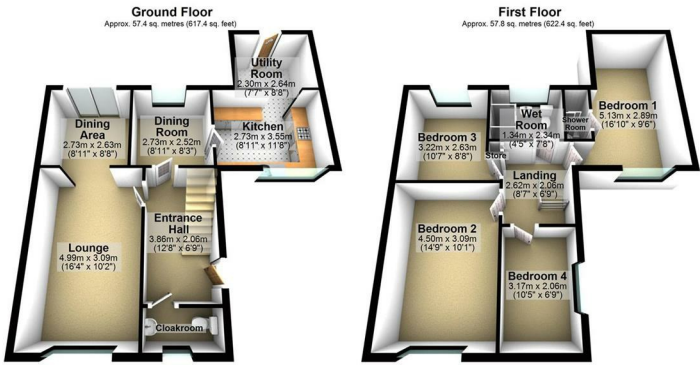 Ground Floor
Approx. 57.4 sq. metres (617.4 sq. feet)
Utility
Room
2.30m x 2.64m
(7'7" x 8'8")
Dining
Area
2.73m x 2.63m
(8'11" x 8'8")
Dining
Room
2.73m x 2.52m
(8'11" x 8'3")
Kitchen
2.73m x 3.55m
(8'11" x 11'8")
Lounge
4.99m x 3.09m
(16'4" x 10'2")
Entrance
Hall
3.86m x 2.06m
(12'8" x 6'9")
Cloakroom
First Floor
Approx. 57.8 sq. metres (622.4 sq. feet)
Bedroom 1
5.13m x 2.89m
(16'10" x 9'6")
Wet
Room
1.34m x 2.34m
(4'5" x 7'8")
Shower
Room
Bedroom 3
3.22m x 2.63m
(10'7" x 8'8")
Store
Landing
2.62m x 2.06m
(8'7" x 6'9")
Bedroom 2
4.50m x 3.09m
(14'9" x 10'1")
Bedroom 4
3.17m x 2.06m
(10'5" x 6'9")